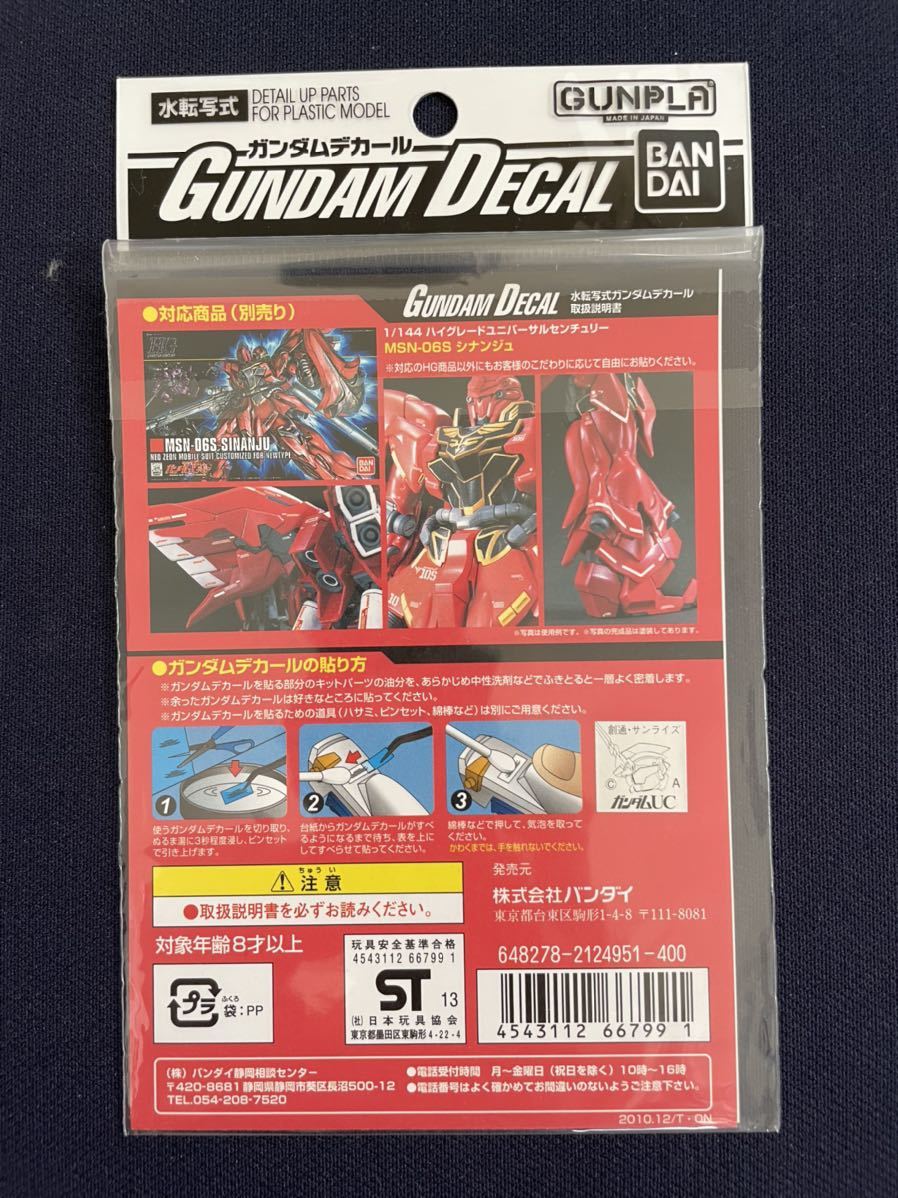 水転写式
DETAIL UP PARTS
FOR PLASTIC MODEL
GUNPLA
MADE IN JAPAN
ガンダムデカール
GUNDAM DECAL
BAN
DAI
●対応商品(別売り)
GUNDAM DECAL
水転写式ガンダムデカール
取扱説明書
1/144 ハイグレードユニバーサルセンチュリー
MSN-06S シナンジュ
※対応のHG商品以外にもお客様のこだわりに応じて自由にお貼りください。
HG
MSN-06S SINANJU
NEO ZEON MOBILE SUIT CUSTOMIZED FOR NEWTYPE
BAN
DAI
105
10
※写真は使用例です。※写真の完成品は塗装してあります。
●ガンダムデカールの貼り方
※ガンダムデカールを貼る部分のキットパーツの油分を、あらかじめ中性洗剤などでふきとると一層よく密着します。
※余ったガンダムデカールは好きなところに貼ってください。
※ガンダムデカールを貼るための道具(ハサミ、ピンセット、綿棒など)は別にご用意ください。
1
2
3
使うガンダムデカールを切り取り、
ぬるま湯に3秒程度浸し、ピンセット
で引き上げます。
台紙からガンダムデカールがすべ
るようになるまで待ち、表を上に
してすべらせて貼ってください。
綿棒などで押して、気泡を取って
ください。
かわくまでは、手を触れないでください。
創通・サンライズ
C A
ガンダムUC
ちゅうい
注意
●取扱説明書を必ずお読みください。
発売元
株式会社バンダイ
東京都台東区駒形1-4-8 〒111-8081
対象年齢8才以上
玩具安全基準合格
4543112 66799 1
ST 13
(社)日本玩具協会
東京都墨田区東駒形4-22-4
648278-2124951-400
プラ
ふくろ
袋:PP
4543112 667991
(株)バンダイ静岡相談センター
〒420-8681 静岡県静岡市葵区長沼500-12
TEL.054-208-7520
●電話受付時間 月〜金曜日(祝日を除く)10時〜16時
●電話番号はよく確かめてお間違いのないようご注意下さい。
2010.12/T・ON